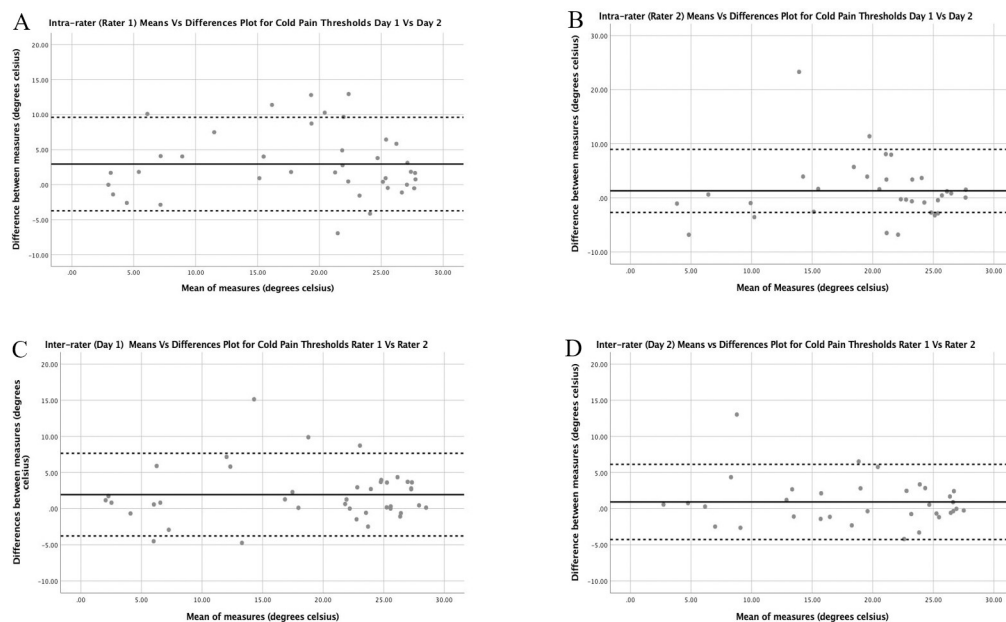 A
Intra-rater (Rater 1) Means Vs Differences Plot for Cold Pain Thresholds Day 1 Vs Day 2
Difference between measures (degrees celsius)
20.00
15.00
10.00
5.00
.00
-5.00
-10.00
.00 5.00 10.00 15.00 20.00 25.00 30.00
Mean of measures (degrees celsius)
B
Intra-rater (Rater 2) Means Vs Differences Plot for Cold Pain Thresholds Day 1 Vs Day 2
Difference between measures (degrees celsius)
30.00
20.00
10.00
.00
-10.00
.00 5.00 10.00 15.00 20.00 25.00 30.00
Mean of Measures (degrees celsius)
C
Inter-rater (Day 1) Means Vs Differences Plot for Cold Pain Thresholds Rater 1 Vs Rater 2
Differences between measures (degrees
celsius)
20.00
15.00
10.00
5.00
.00
-5.00
-10.00
.00 5.00 10.00 15.00 20.00 25.00 30.00
Mean of measures (degrees celsius)
D
Inter-rater (Day 2) Means vs Differences Plot for Cold Pain Thresholds Rater 1 Vs Rater 2
Difference between measures (degrees celsius)
20.00
15.00
10.00
5.00
.00
-5.00
-10.00
.00 5.00 10.00 15.00 20.00 25.00 30.00
Mean of measures (degrees celsius)